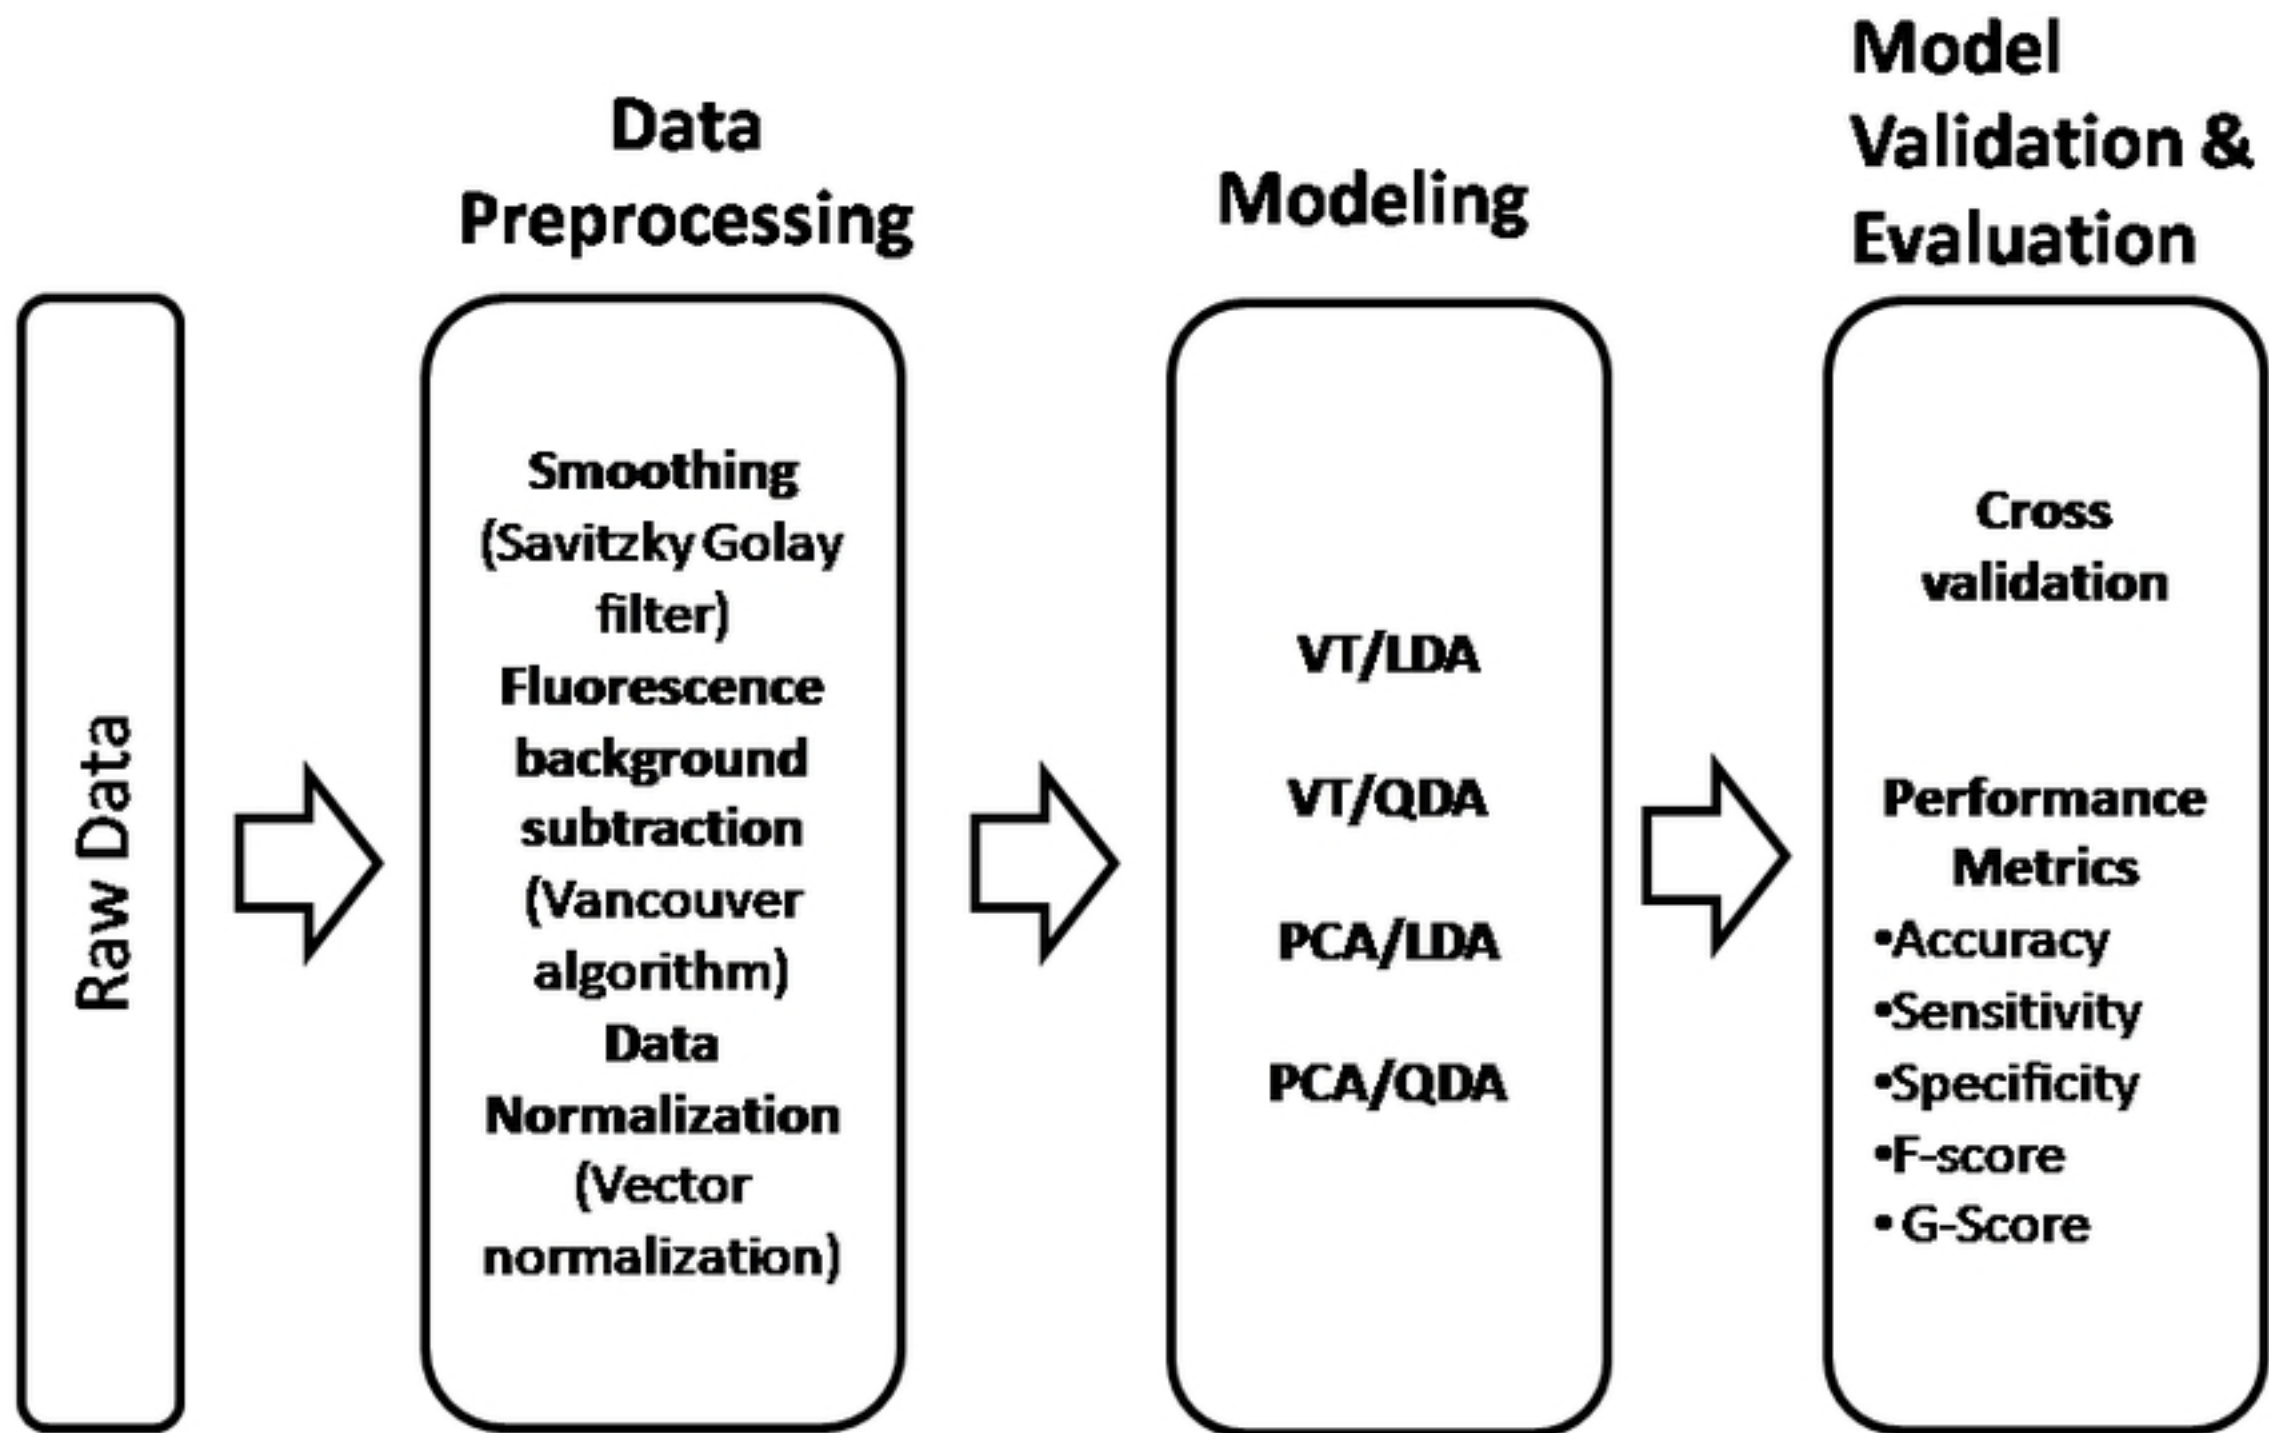 Raw Data
Data
Preprocessing
Smoothing
(Savitzky Golay
filter)
Fluorescence
background
subtraction
(Vancouver
algorithm)
Data
Normalization
(Vector
normalization)
Modeling
VT/LDA
VT/QDA
PCA/LDA
PCA/QDA
Model
Validation &
Evaluation
Cross
validation
Performance
Metrics
•Accuracy
•Sensitivity
•Specificity
•F-score
• G-Score